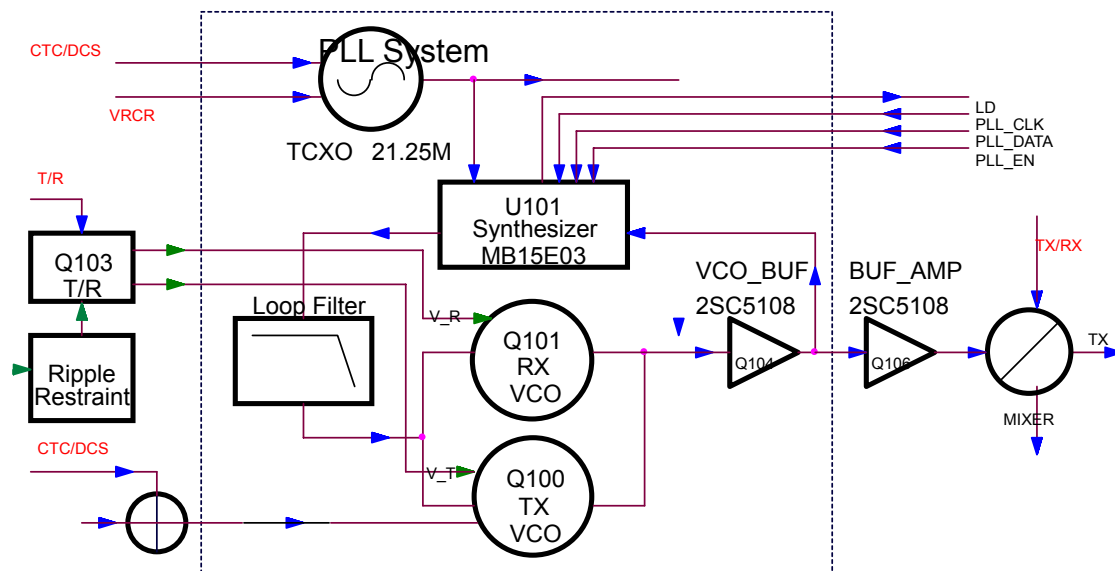 PLL System
CTC/DCS
VRCR
TCXO 21.25M
LD
PLL_CLK
PLL_DATA
PLL_EN
T/R
U101
Synthesizer
MB15E03
Q103
T/R
TX/RX
VCO_BUF
2SC5108
BUF_AMP
2SC5108
Loop Filter
V_R
Q101
RX
VCO
Q104
Q106
TX
Ripple
Restraint
MIXER
CTC/DCS
V_T
Q100
TX
VCO